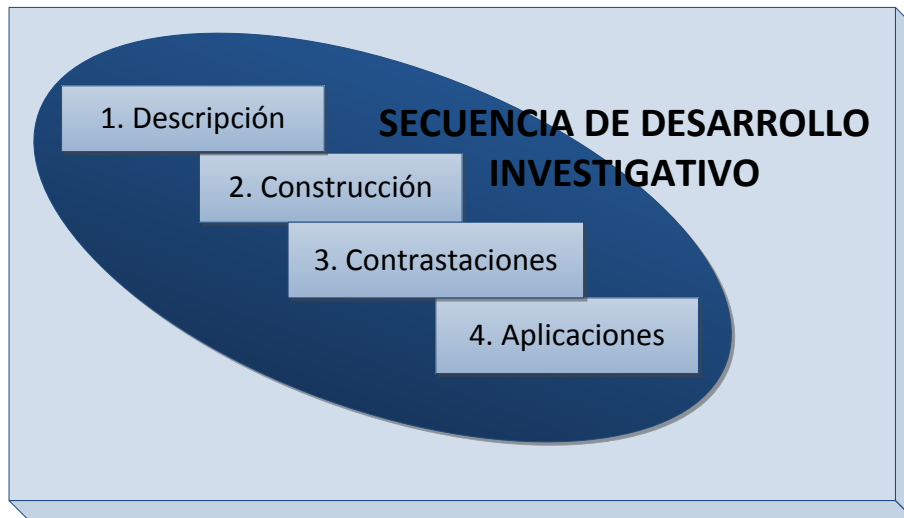 1. Descripción
SECUENCIA DE DESARROLLO
INVESTIGATIVO
2. Construcción
3. Contrastaciones
4. Aplicaciones